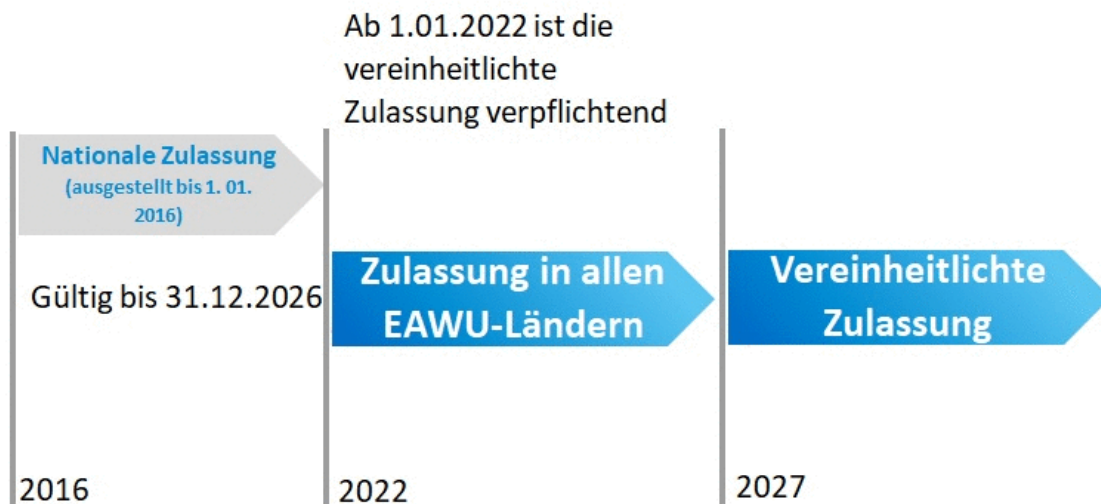 Ab 1.01.2022 ist die
vereinheitlichte
Zulassung verpflichtend
Nationale Zulassung
(ausgestellt bis 1. 01.
2016)
Gültig bis 31.12.2026
Zulassung in allen
EAWU-Ländern
Vereinheitlichte
Zulassung
2016
2022
2027